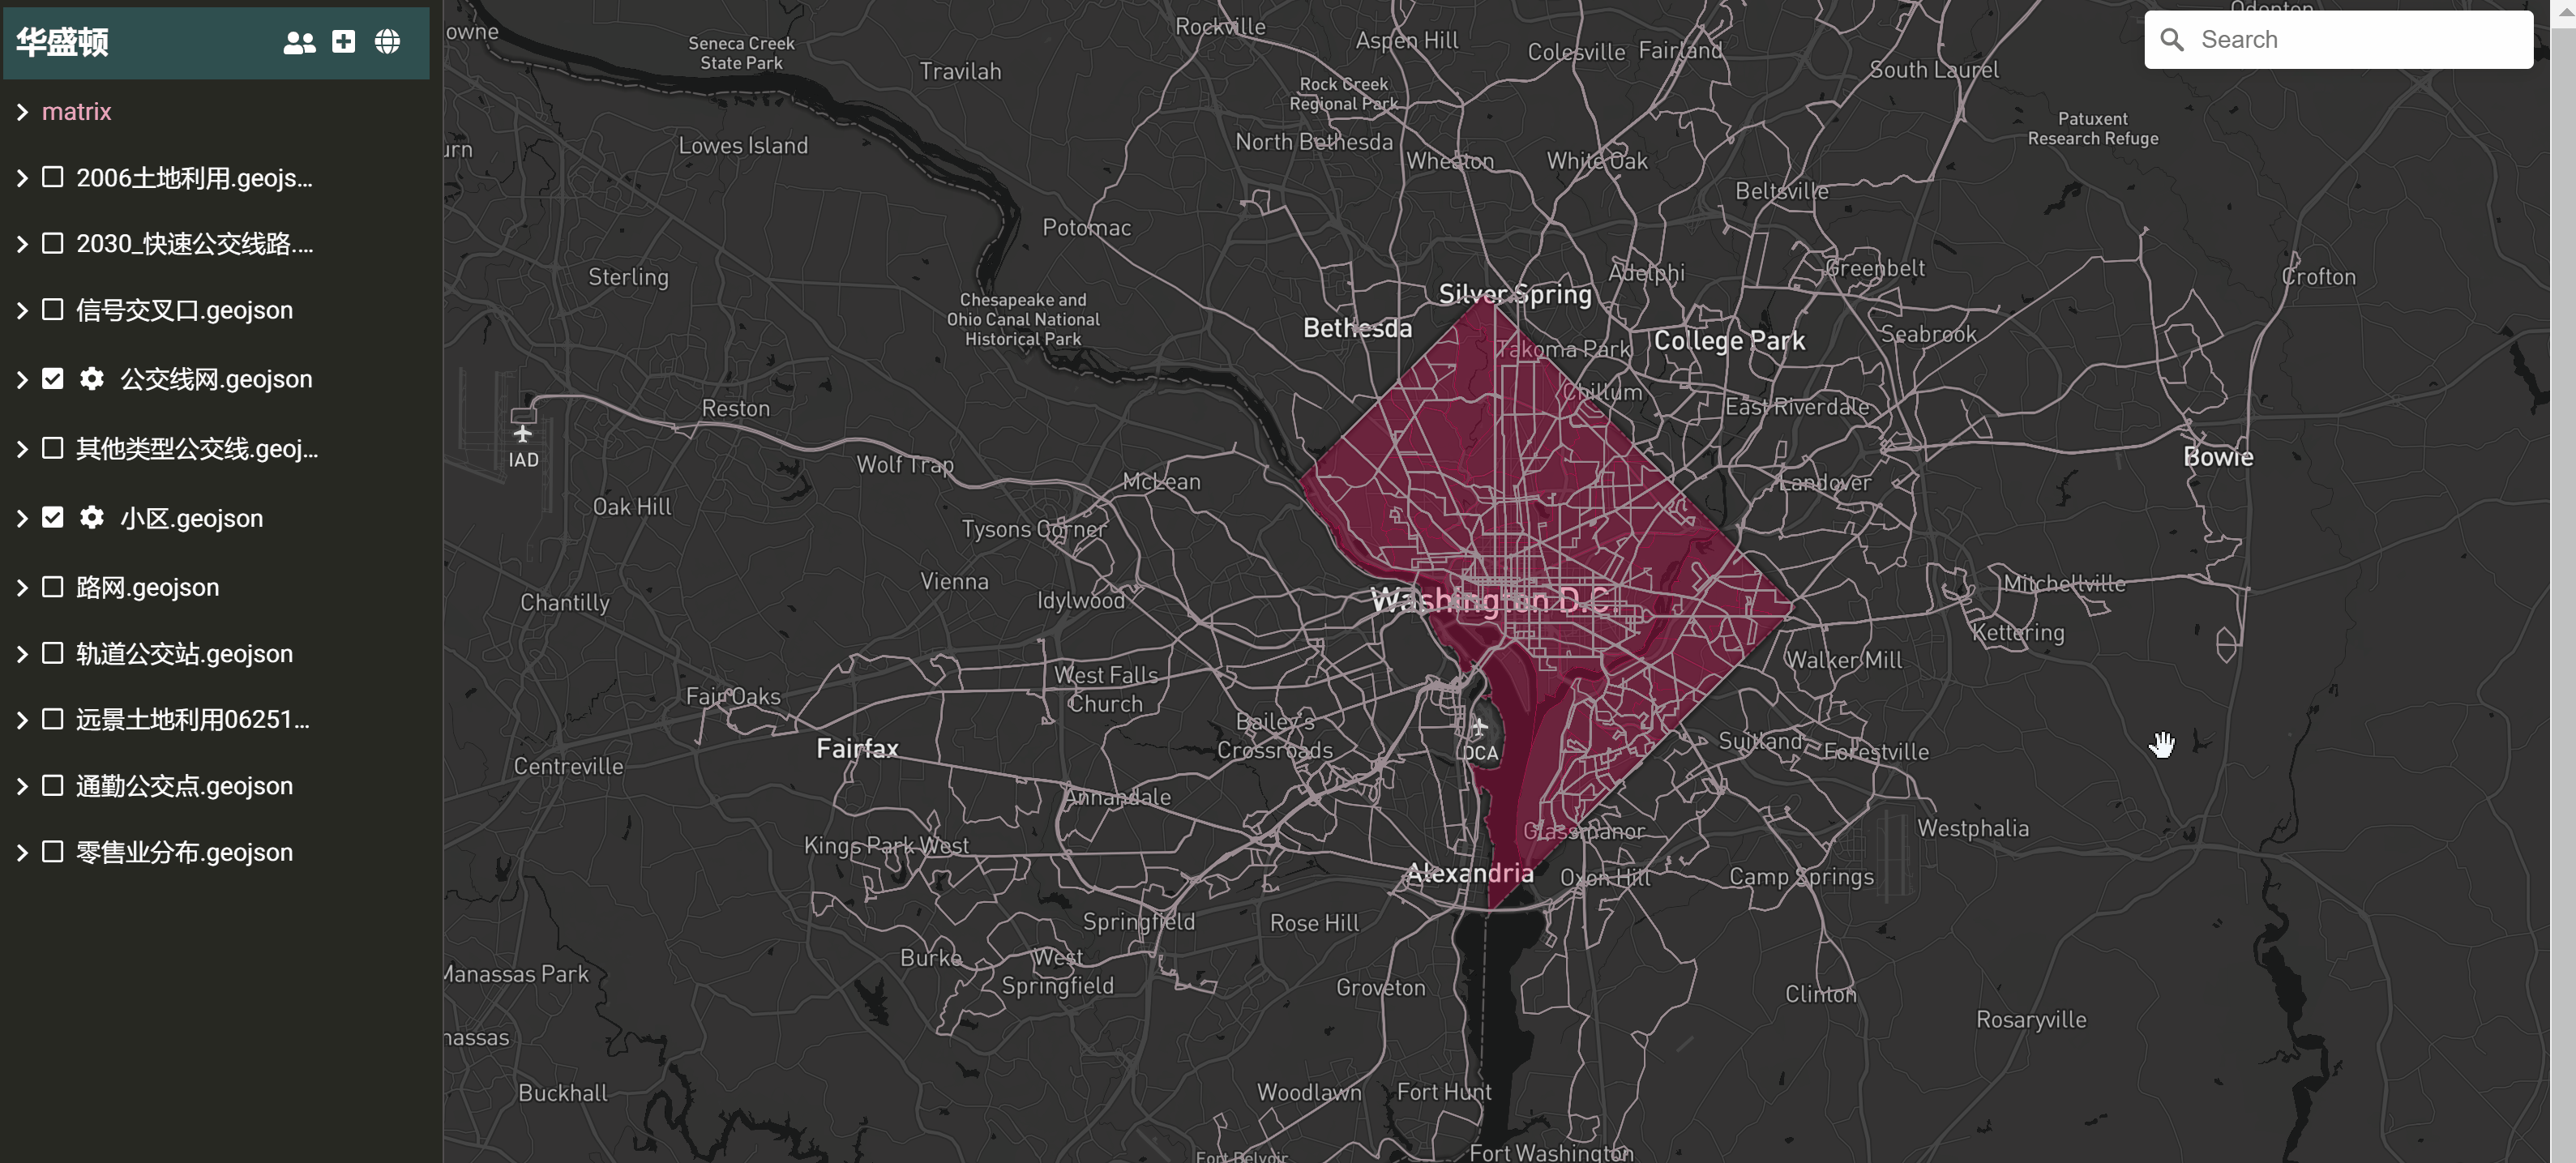 华盛顿
matrix
2006土地利用.geojs...
2030_快速公交线路....
信号交叉口.geojson
公交线网.geojson
其他类型公交线.geoj...
小区.geojson
路网.geojson
轨道公交站.geojson
远景土地利用06251...
通勤公交点.geojson
零售业分布.geojson
Search
owne
Seneca Creek
State Park
Travilah
Rockville
Aspen Hill
Colesville
Fairland
South Laurel
Odenton
Rock Creek
Regional Park
Patuxent
Research Refuge
Lowes Island
North Bethesda
Wheaton
White Oak
urn
Beltsville
Potomac
Sterling
Adelphi
Greenbelt
Crofton
Chesapeake and
Ohio Canal National
Historical Park
Silver Spring
Bethesda
Takoma Park
College Park
Seabrook
Chillum
Reston
East Riverdale
IAD
Wolf Trap
McLean
Landover
Bowie
Oak Hill
Tysons Corner
Vienna
Idylwood
Chantilly
Washington D.C.
Mitchellville
Kettering
West Falls
Church
Walker Mill
Fair Oaks
Bailey's
Crossroads
DCA
Suitland
Forestville
Fairfax
Centreville
Annandale
Glassmanor
Westphalia
Kings Park West
Alexandria
Oxon Hill
Camp Springs
Springfield
Rose Hill
Burke
West
Springfield
Manassas Park
Groveton
Clinton
Rosaryville
nassas
Buckhall
Woodlawn
Fort Hunt
Fort Belvoir
Fort Washington